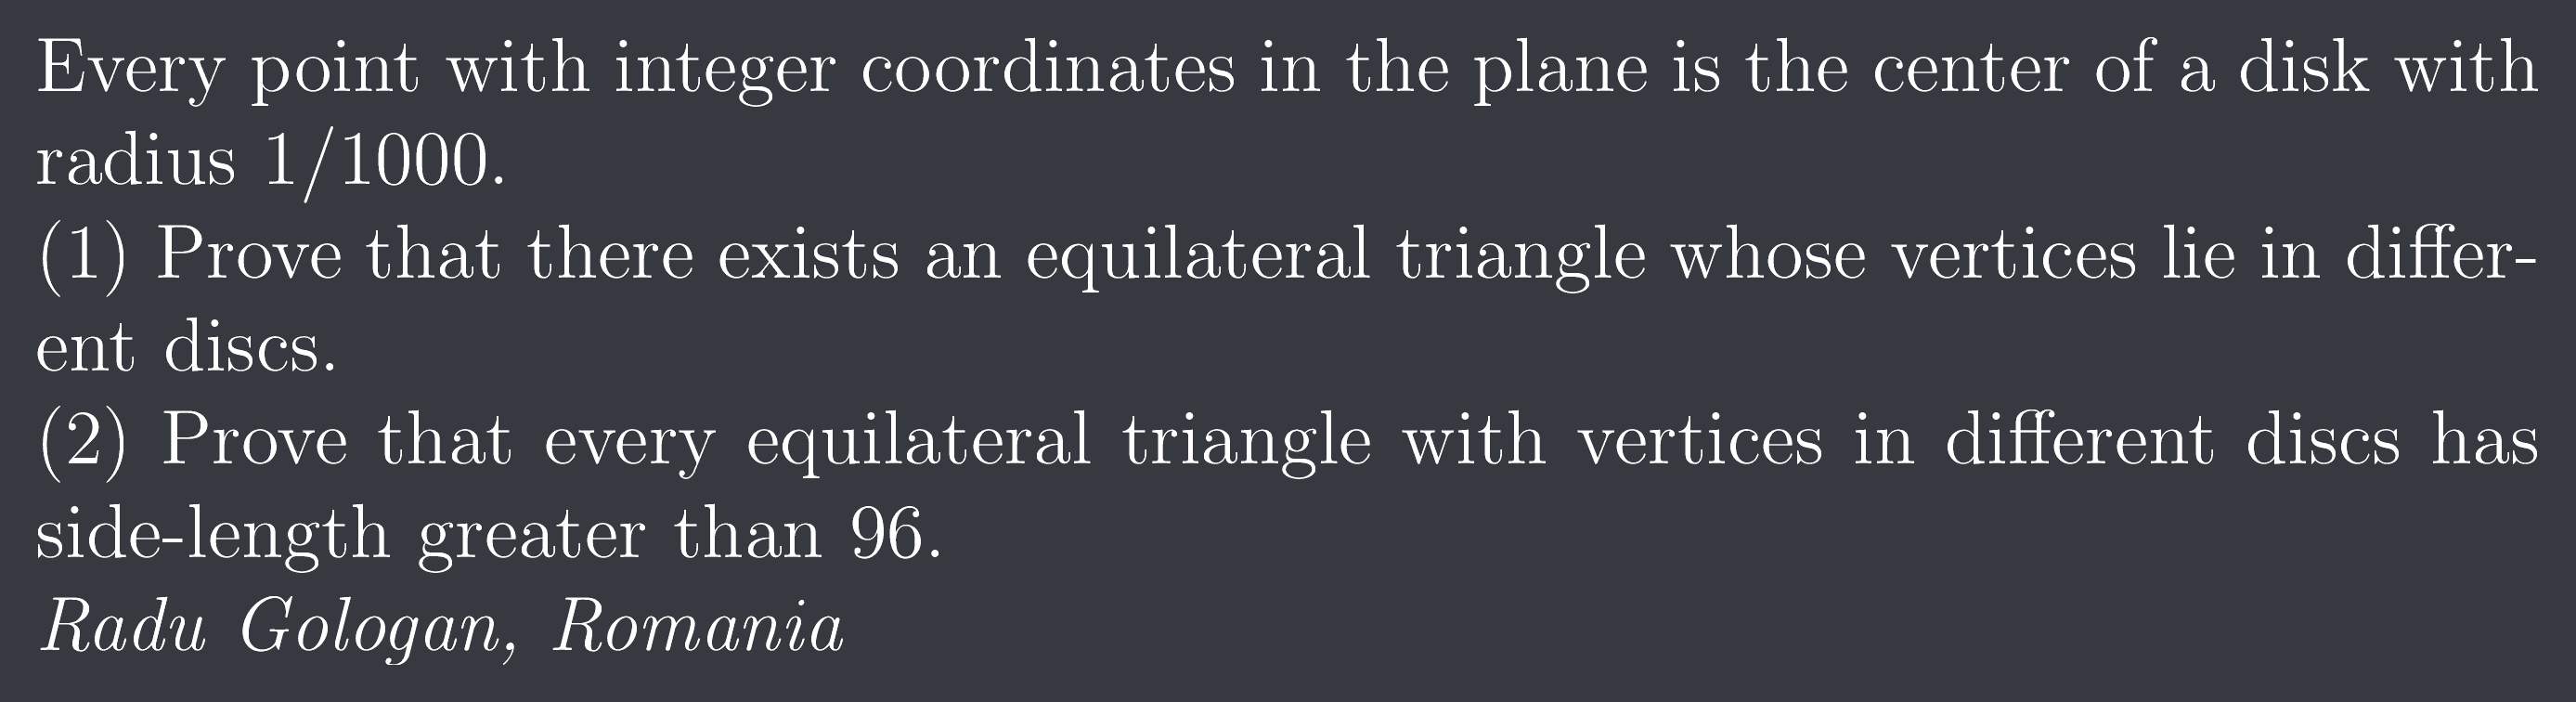 Every point with integer coordinates in the plane is the center of a disk with
radius 1/1000.
(1) Prove that there exists an equilateral triangle whose vertices lie in differ-
ent discs.
(2) Prove that every equilateral triangle with vertices in different discs has
side-length greater than 96.
Radu Gologan, Romania